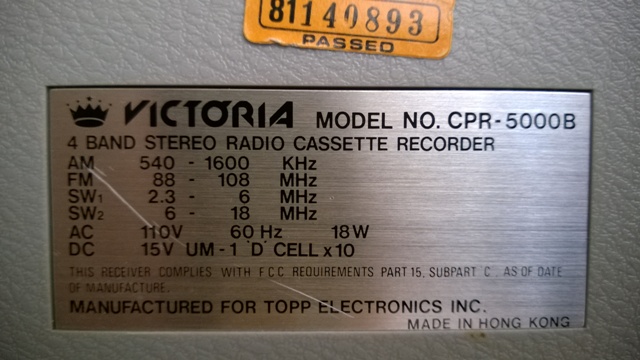 81140893
PASSED
VICTORIA MODEL NO. CPR-5000B
4 BAND STEREO RADIO CASSETTE RECORDER
AM 540 - 1600 KHz
FM 88 - 108 MHz
SW1 2.3 - 6 MHz
SW2 6 - 18 MHz
AC 110V 60 Hz 18W
DC 15V UM-1 'D' CELL x 10
THIS RECEIVER COMPLIES WITH F.C.C REQUIREMENTS PART 15, SUBPART 'C', AS OF DATE
OF MANUFACTURE.
MANUFACTURED FOR TOPP ELECTRONICS INC.
MADE IN HONG KONG